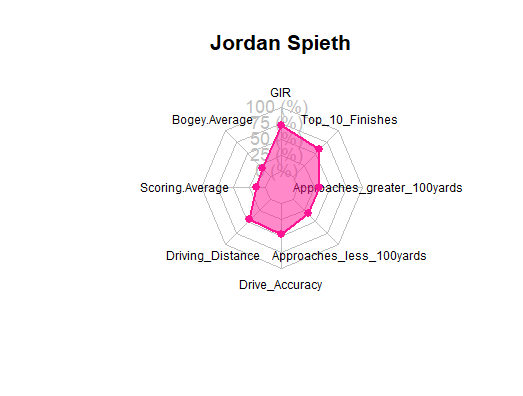 Jordan Spieth
GIR
100 (%)
Bogey.Average
Top_10_Finishes
75 (%)
50 (%)
25 (%)
(%)
Scoring.Average
Approaches_greater_100yards
Driving_Distance
Approaches_less_100yards
Drive_Accuracy